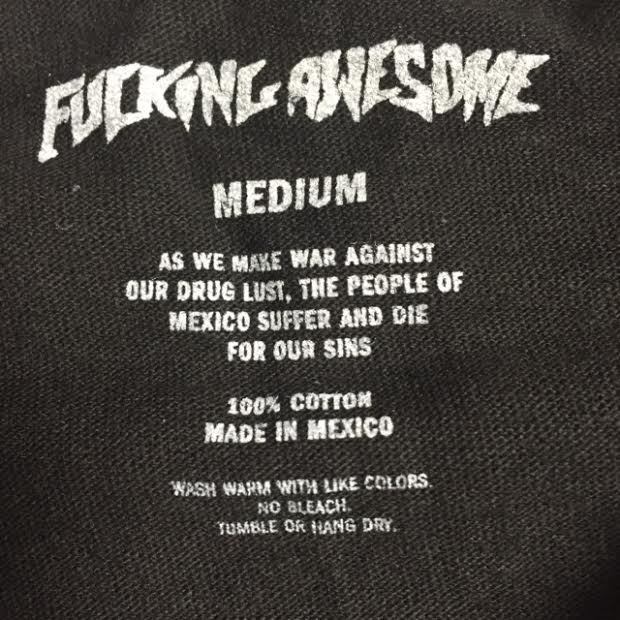 FUCKING AWESOME
MEDIUM
AS WE MAKE WAR AGAINST
OUR DRUG LUST, THE PEOPLE OF
MEXICO SUFFER AND DIE
FOR OUR SINS
100% COTTON
MADE IN MEXICO
WASH WARM WITH LIKE COLORS.
NO BLEACH.
TUMBLE OR HANG DRY.